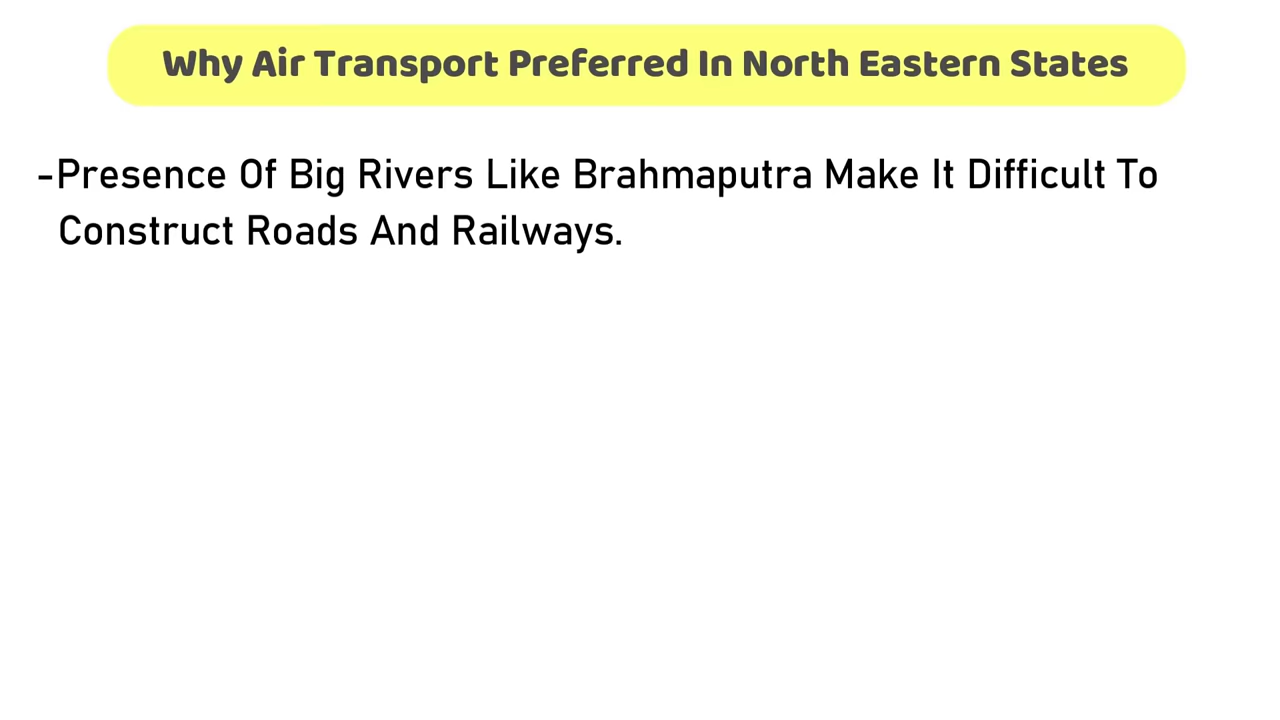 Why Air Transport Preferred In North Eastern States
-Presence Of Big Rivers Like Brahmaputra Make It Difficult To
Construct Roads And Railways.